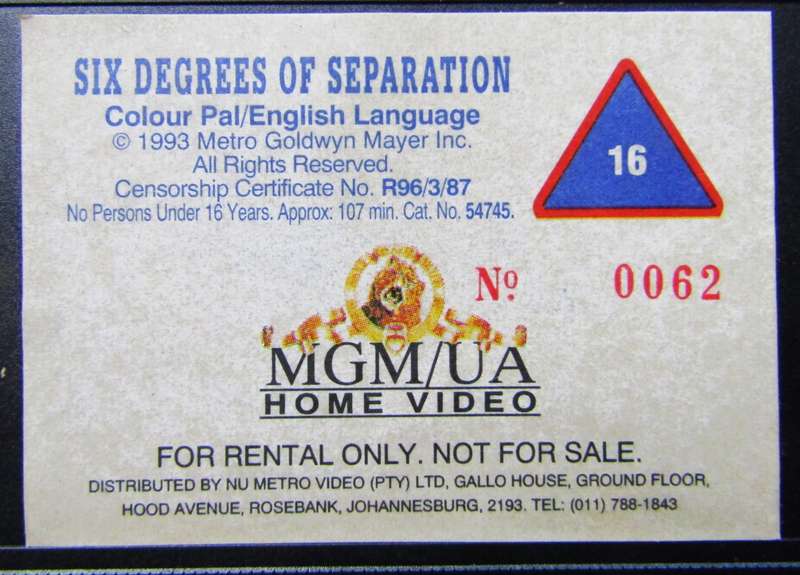 SIX DEGREES OF SEPARATION
Colour Pal/English Language
© 1993 Metro Goldwyn Mayer Inc.
All Rights Reserved.
Censorship Certificate No. R96/3/87
No Persons Under 16 Years. Approx: 107 min. Cat. No. 54745.
16
Nº. 0062
MGM/UA
HOME VIDEO
FOR RENTAL ONLY. NOT FOR SALE.
DISTRIBUTED BY NU METRO VIDEO (PTY) LTD, GALLO HOUSE, GROUND FLOOR,
HOOD AVENUE, ROSEBANK, JOHANNESBURG, 2193. TEL: (011) 788-1843